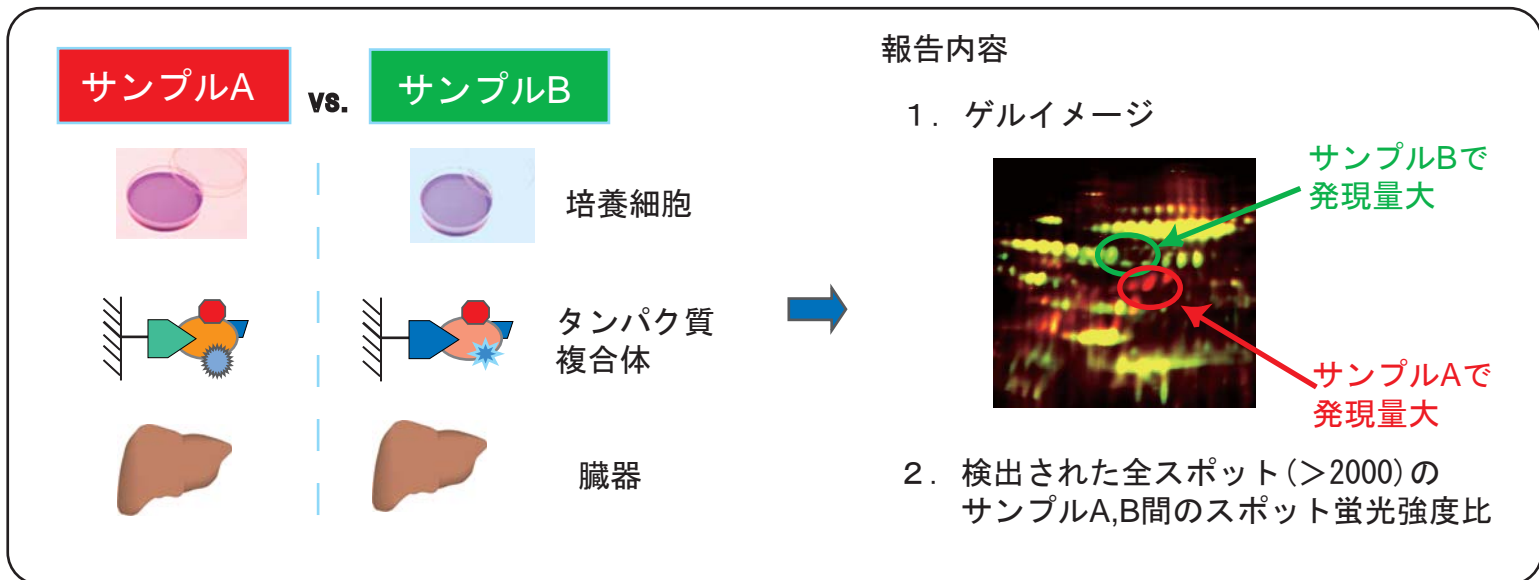 サンプルA
vs.
サンプルB
培養細胞
タンパク質
複合体
臓器
報告内容
１．ゲルイメージ
サンプルBで
発現量大
サンプルAで
発現量大
２．検出された全スポット(＞2000)の
サンプルA,B間のスポット蛍光強度比